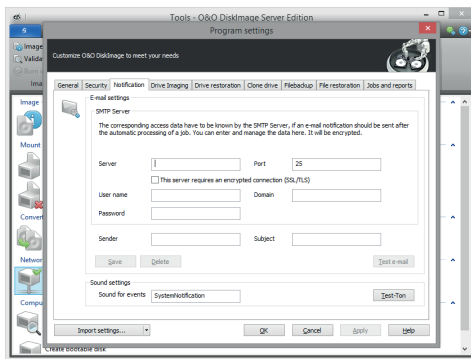 Tools - O&O DiskImage Server Edition
Program settings
Customize O&O DiskImage to meet your needs
Image
Valida
Ima
General Security Notification Drive Imaging Drive restoration Clone drive Filebackup File restoration Jobs and reports
Image
Mount
Convert
Networ
Compu
E-mail settings
SMTP Server
The corresponding access data have to be known by the SMTP Server, if an e-mail notification should be sent after
the automatic processing of a job. You can enter and manage the data here. It will be encrypted.
Server Port 25
This server requires an encrypted connection (SSL/TLS)
User name Domain
Password
Sender Subject
Save Delete Test e-mail
Sound settings
Sound for events SystemNotification Test-Ton
Import settings... OK Cancel Apply Help
Create bootable disk